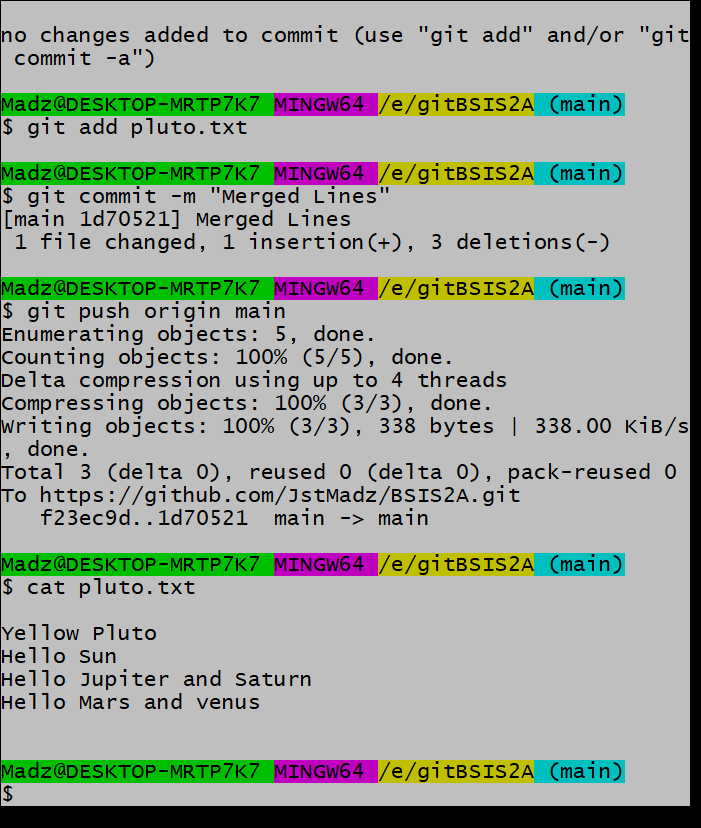 no changes added to commit (use "git add" and/or "git
 commit -a")
Madz@DESKTOP-MRTP7K7 MINGW64 /e/gitBSIS2A (main)
$ git add pluto.txt
Madz@DESKTOP-MRTP7K7 MINGW64 /e/gitBSIS2A (main)
$ git commit -m "Merged Lines"
[main 1d70521] Merged Lines
 1 file changed, 1 insertion(+), 3 deletions(-)
Madz@DESKTOP-MRTP7K7 MINGW64 /e/gitBSIS2A (main)
$ git push origin main
Enumerating objects: 5, done.
Counting objects: 100% (5/5), done.
Delta compression using up to 4 threads
Compressing objects: 100% (3/3), done.
Writing objects: 100% (3/3), 338 bytes | 338.00 KiB/s
, done.
Total 3 (delta 0), reused 0 (delta 0), pack-reused 0
To https://github.com/JstMadz/BSIS2A.git
   f23ec9d..1d70521  main -> main
Madz@DESKTOP-MRTP7K7 MINGW64 /e/gitBSIS2A (main)
$ cat pluto.txt
Yellow Pluto
Hello Sun
Hello Jupiter and Saturn
Hello Mars and venus
Madz@DESKTOP-MRTP7K7 MINGW64 /e/gitBSIS2A (main)
$